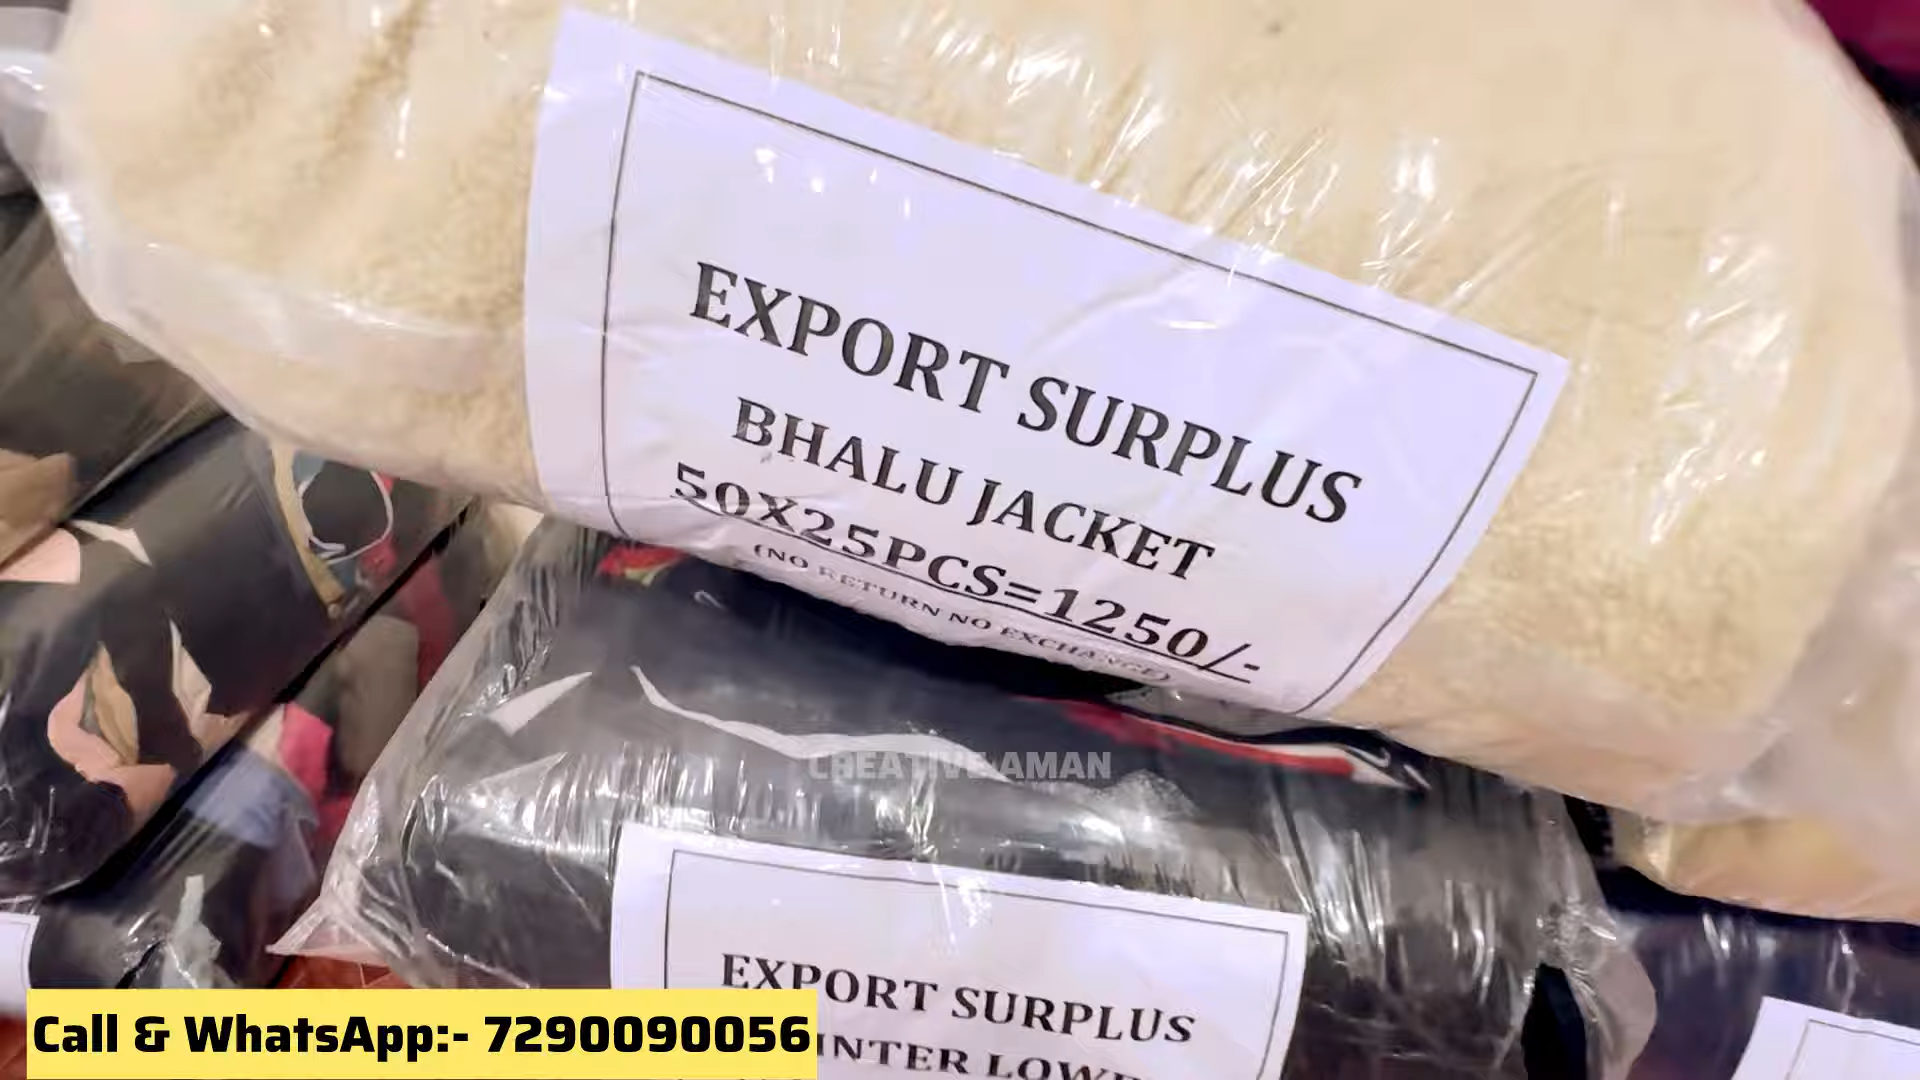 EXPORT SURPLUS
BHALU JACKET
50X25PCS=1250/-
(NO RETURN NO EXCHANGE)
CREATIVE AMAN
EXPORT SURPLUS
Call & WhatsApp:- 7290090056